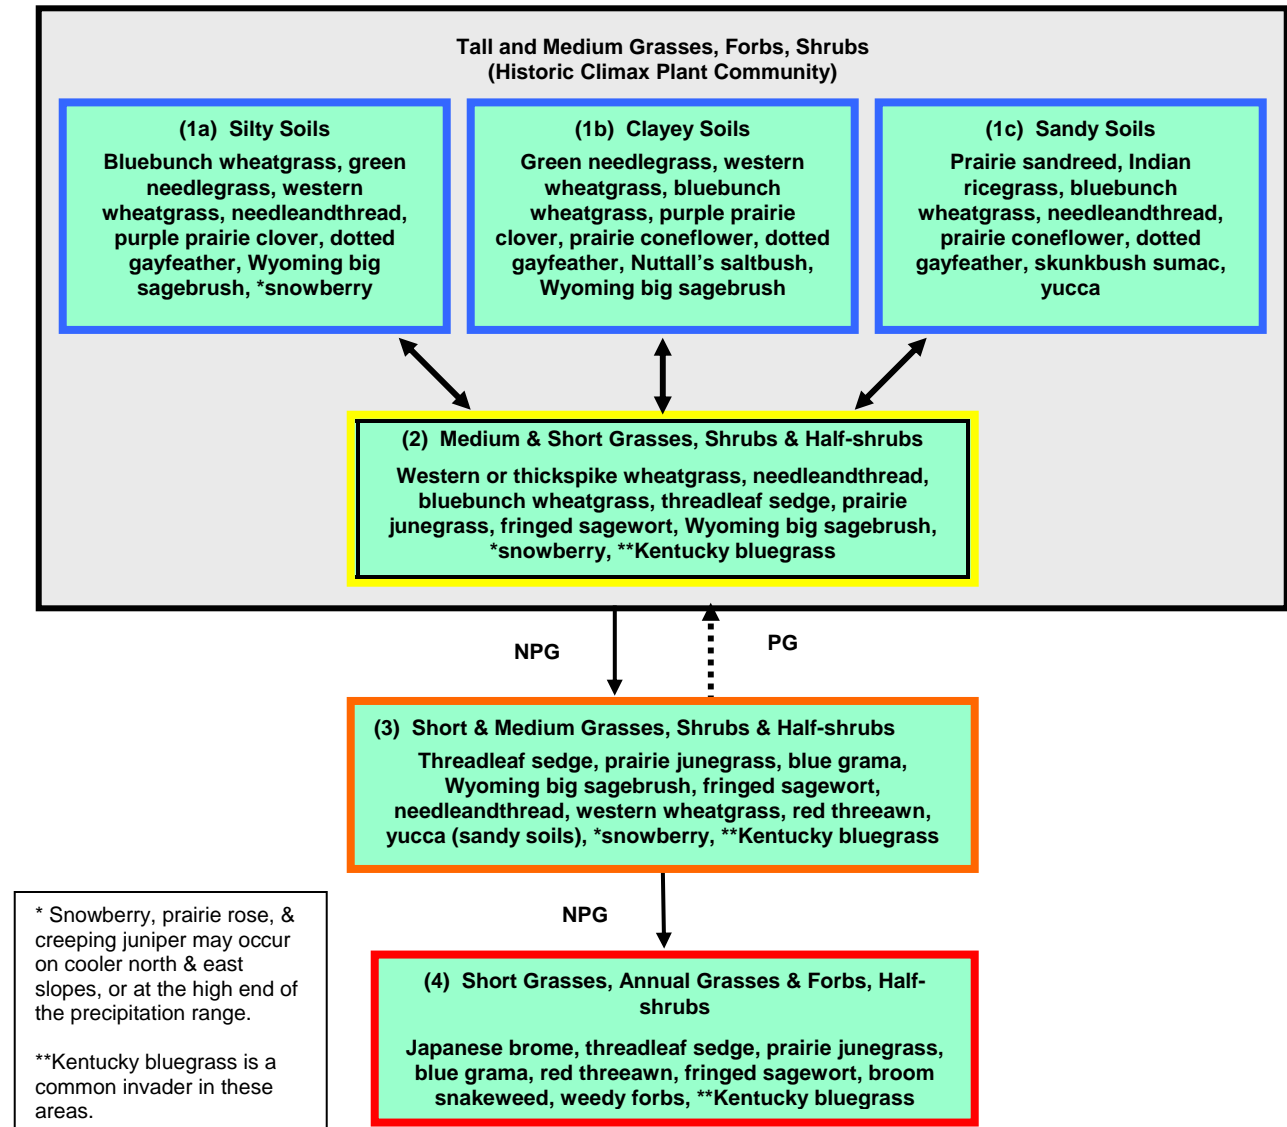 Tall and Medium Grasses, Forbs, Shrubs
(Historic Climax Plant Community)
(1a) Silty Soils
Bluebunch wheatgrass, green
needlegrass, western
wheatgrass, needleandthread,
purple prairie clover, dotted
gayfeather, Wyoming big
sagebrush, *snowberry
(1b) Clayey Soils
Green needlegrass, western
wheatgrass, bluebunch
wheatgrass, purple prairie
clover, prairie coneflower, dotted
gayfeather, Nuttall's saltbush,
Wyoming big sagebrush
(1c) Sandy Soils
Prairie sandreed, Indian
ricegrass, bluebunch
wheatgrass, needleandthread,
prairie coneflower, dotted
gayfeather, skunkbush sumac,
yucca
(2) Medium & Short Grasses, Shrubs & Half-shrubs
Western or thickspike wheatgrass, needleandthread,
bluebunch wheatgrass, threadleaf sedge, prairie
junegrass, fringed sagewort, Wyoming big sagebrush,
*snowberry, **Kentucky bluegrass
NPG
PG
(3) Short & Medium Grasses, Shrubs & Half-shrubs
Threadleaf sedge, prairie junegrass, blue grama,
Wyoming big sagebrush, fringed sagewort,
needleandthread, western wheatgrass, red threeawn,
yucca (sandy soils), *snowberry, **Kentucky bluegrass
NPG
(4) Short Grasses, Annual Grasses & Forbs, Half-
shrubs
Japanese brome, threadleaf sedge, prairie junegrass,
blue grama, red threeawn, fringed sagewort, broom
snakeweed, weedy forbs, **Kentucky bluegrass
* Snowberry, prairie rose, &
creeping juniper may occur
on cooler north & east
slopes, or at the high end of
the precipitation range.
**Kentucky bluegrass is a
common invader in these
areas.